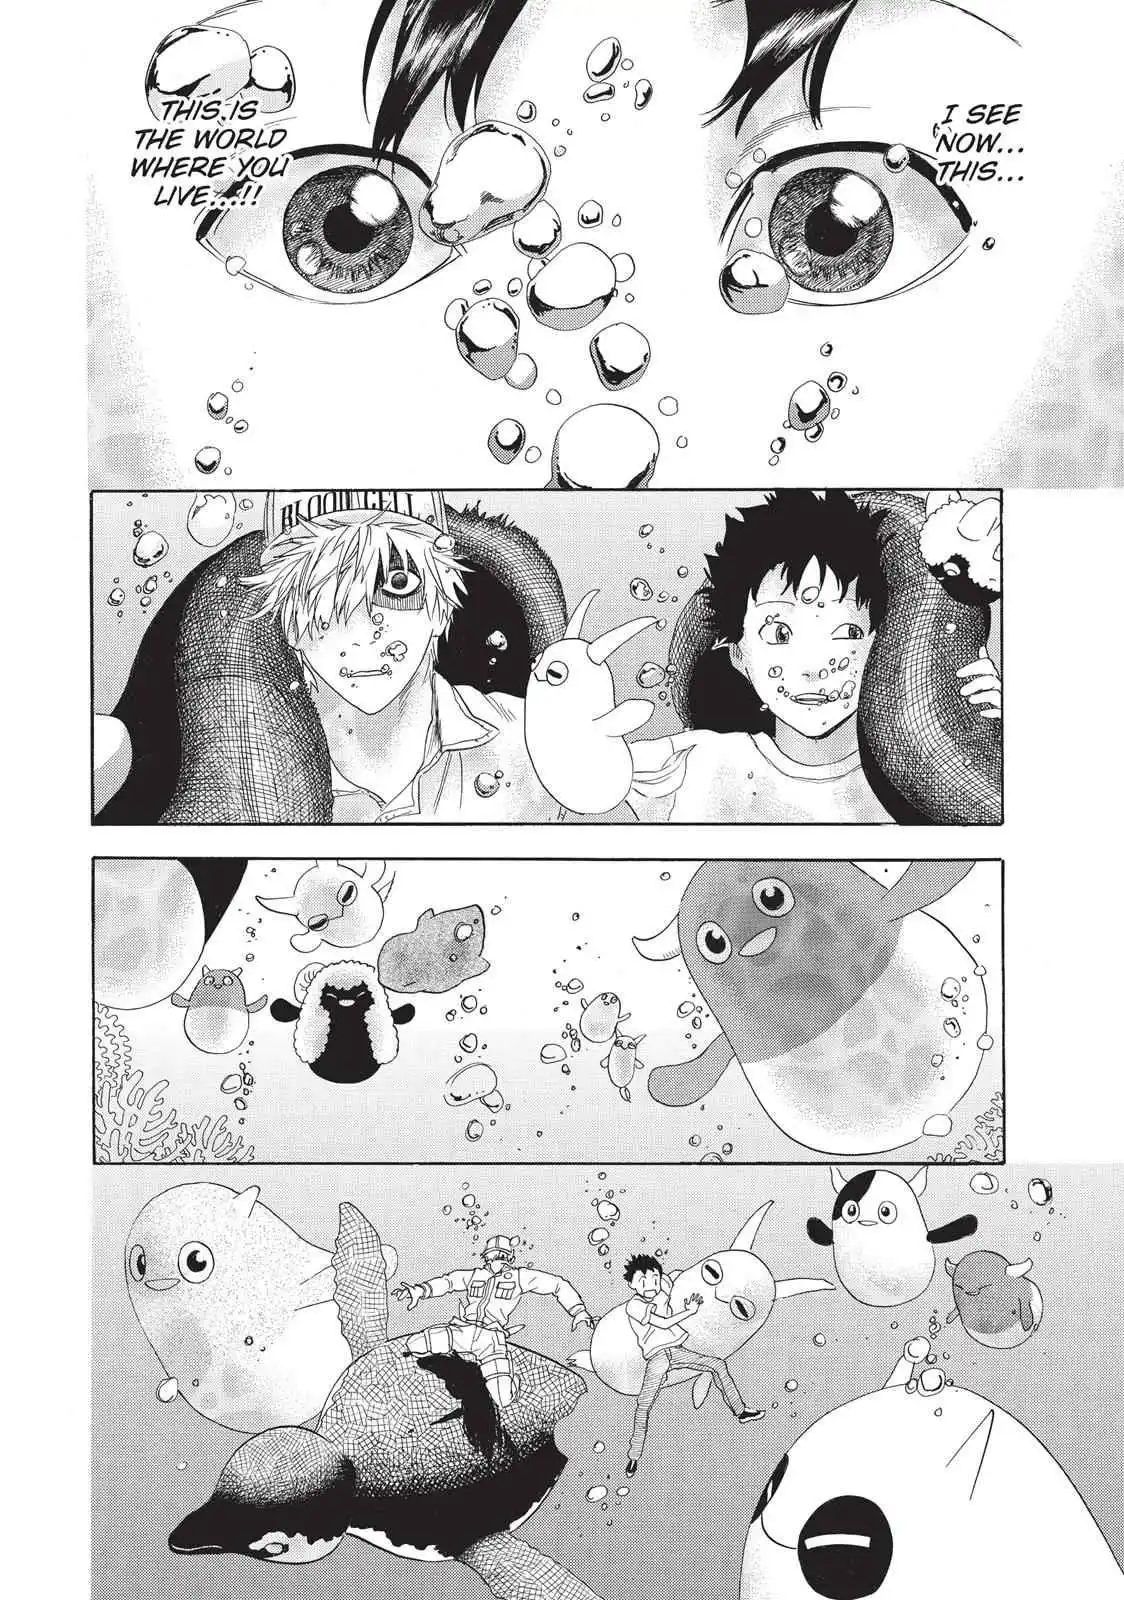 I SEE
NOW...
THIS...
THIS IS
THE WORLD
WHERE YOU
LIVE...!!
BLOOD CELL